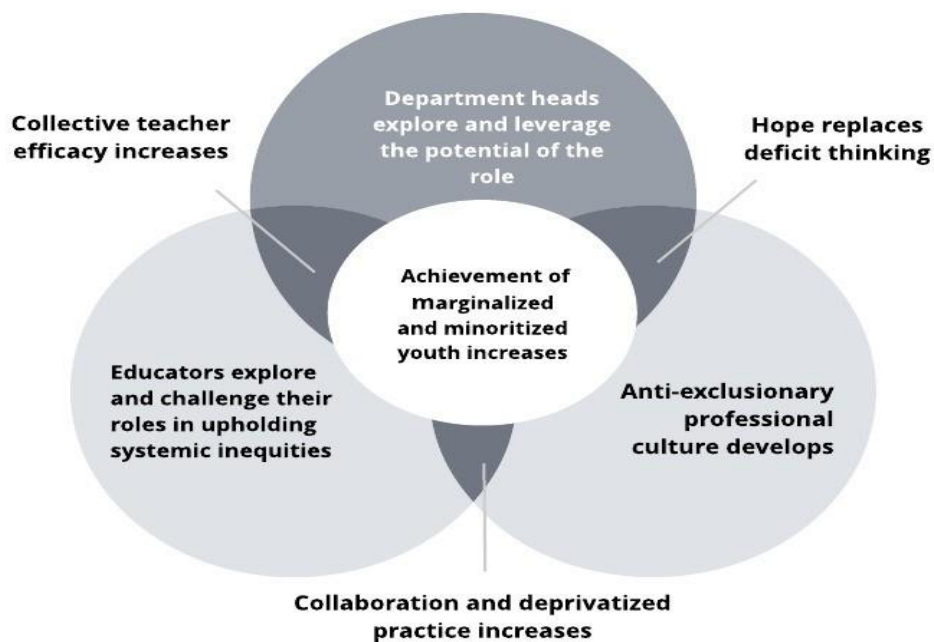 Department heads
explore and leverage
the potential of the
role
Collective teacher
efficacy increases
Hope replaces
deficit thinking
Achievement of
marginalized
and minoritized
youth increases
Educators explore
and challenge their
roles in upholding
systemic inequities
Anti-exclusionary
professional
culture develops
Collaboration and deprivatized
practice increases